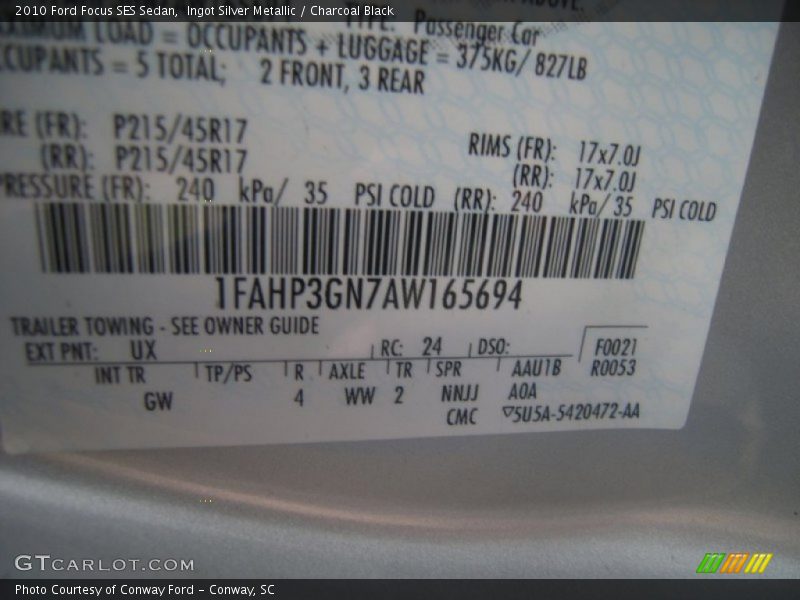 2010 Ford Focus SES Sedan, Ingot Silver Metallic / Charcoal Black
ABOVE.
TYPE: Passenger Car
LOAD = OCCUPANTS + LUGGAGE = 375KG/ 827LB
= 5 TOTAL; 2 FRONT, 3 REAR
(FR): P215/45R17
RIMS (FR): 17x7.0J
(RR): P215/45R17
(RR): 17x7.0J
PRESSURE (FR): 240 kPa/ 35 PSI COLD (RR): 240 kPa/ 35 PSI COLD
1FAHP3GN7AW165694
TRAILER TOWING - SEE OWNER GUIDE
EXT PNT: UX RC: 24 DSO: F0021
INT TR TP/PS R AXLE TR SPR AAU1B R0053
GW 4 WW 2 NNJJ AOA
CMC ▽5U5A-5420472-AA
GTCARLOT.COM
Photo Courtesy of Conway Ford – Conway, SC